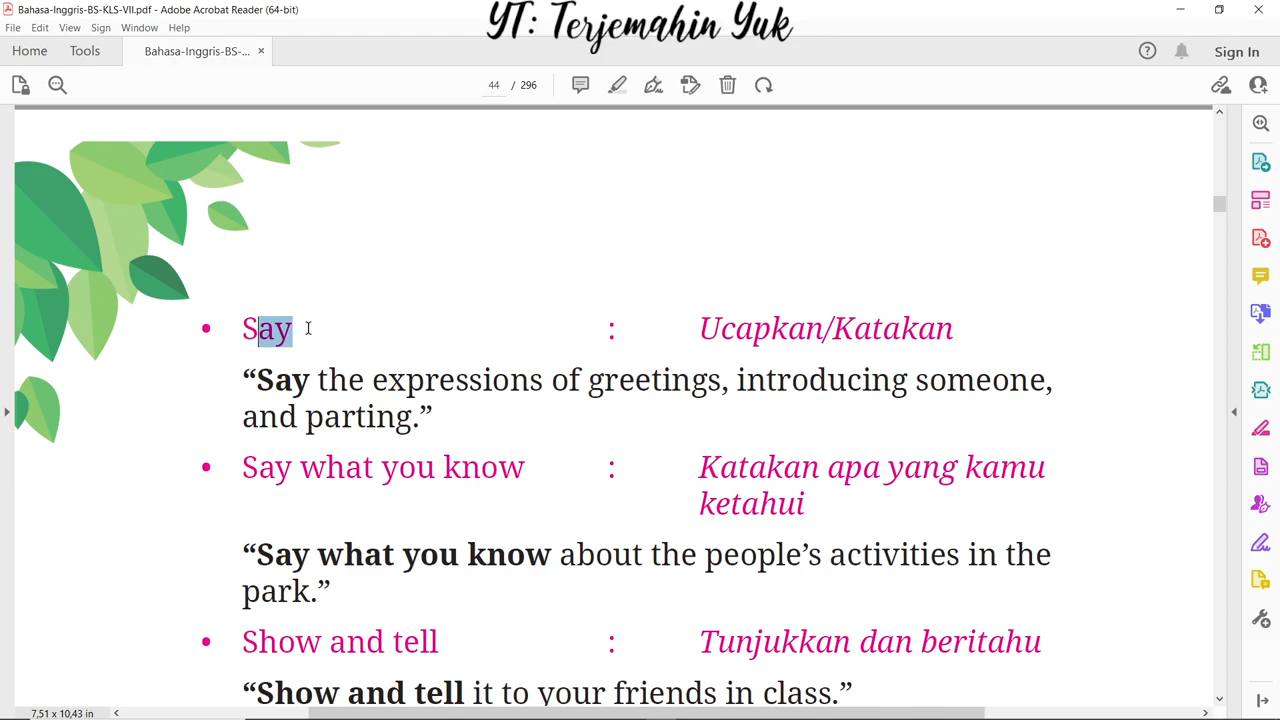 Bahasa-Inggris-BS-KLS-VII.pdf - Adobe Acrobat Reader (64-bit)
YT: Terjemahin Yuk
File Edit View Sign Window Help
Home Tools Bahasa-Inggris-BS-... × Sign In
44 / 296
• Say : Ucapkan/Katakan
“Say the expressions of greetings, introducing someone,
and parting.”
• Say what you know : Katakan apa yang kamu
ketahui
“Say what you know about the people’s activities in the
park.”
• Show and tell : Tunjukkan dan beritahu
“Show and tell it to your friends in class.”
7,51 x 10,43 in